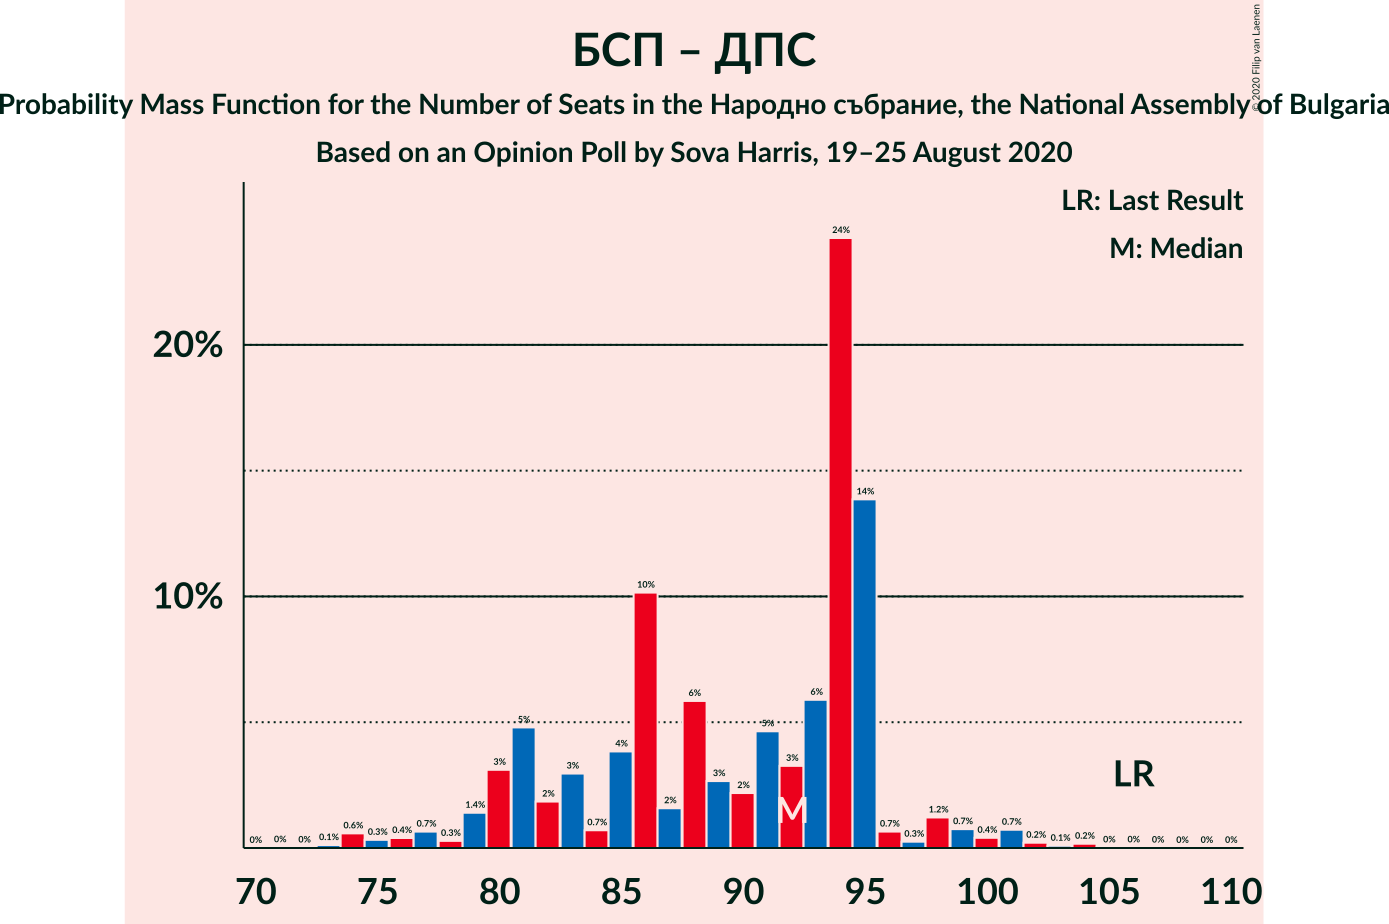 © 2020 Filip van Laenen
БСП – ДПС
Probability Mass Function for the Number of Seats in the Народно събрание, the National Assembly of Bulgaria
Based on an Opinion Poll by Sova Harris, 19–25 August 2020
LR: Last Result
M: Median
20%
10%
0% 0% 0% 0.1% 0.6% 0.3% 0.4% 0.7% 0.3% 1.4% 3% 5% 2% 3% 0.7% 4% 10% 2% 6% 3% 2% 5% 3% 6% 24% 14% 0.7% 0.3% 1.2% 0.7% 0.4% 0.7% 0.2% 0.1% 0.2% 0% 0% 0% 0% 0% 0%
M
LR
70 75 80 85 90 95 100 105 110